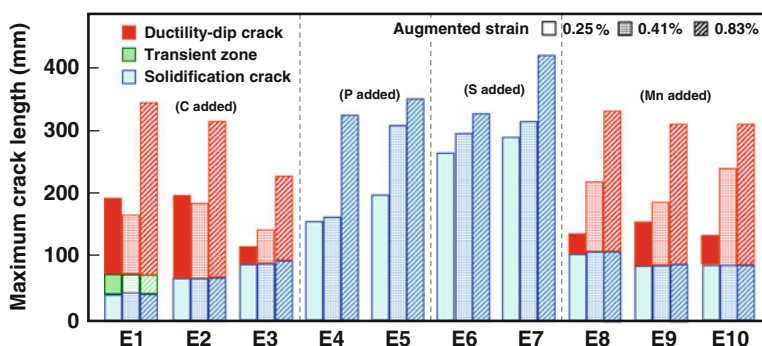 Maximum crack length (mm)
Ductility-dip crack
Transient zone
Solidification crack
Augmented strain 0.25% 0.41% 0.83%
(C added)
(P added)
(S added)
(Mn added)
400
300
200
100
0
E1 E2 E3 E4 E5 E6 E7 E8 E9 E10